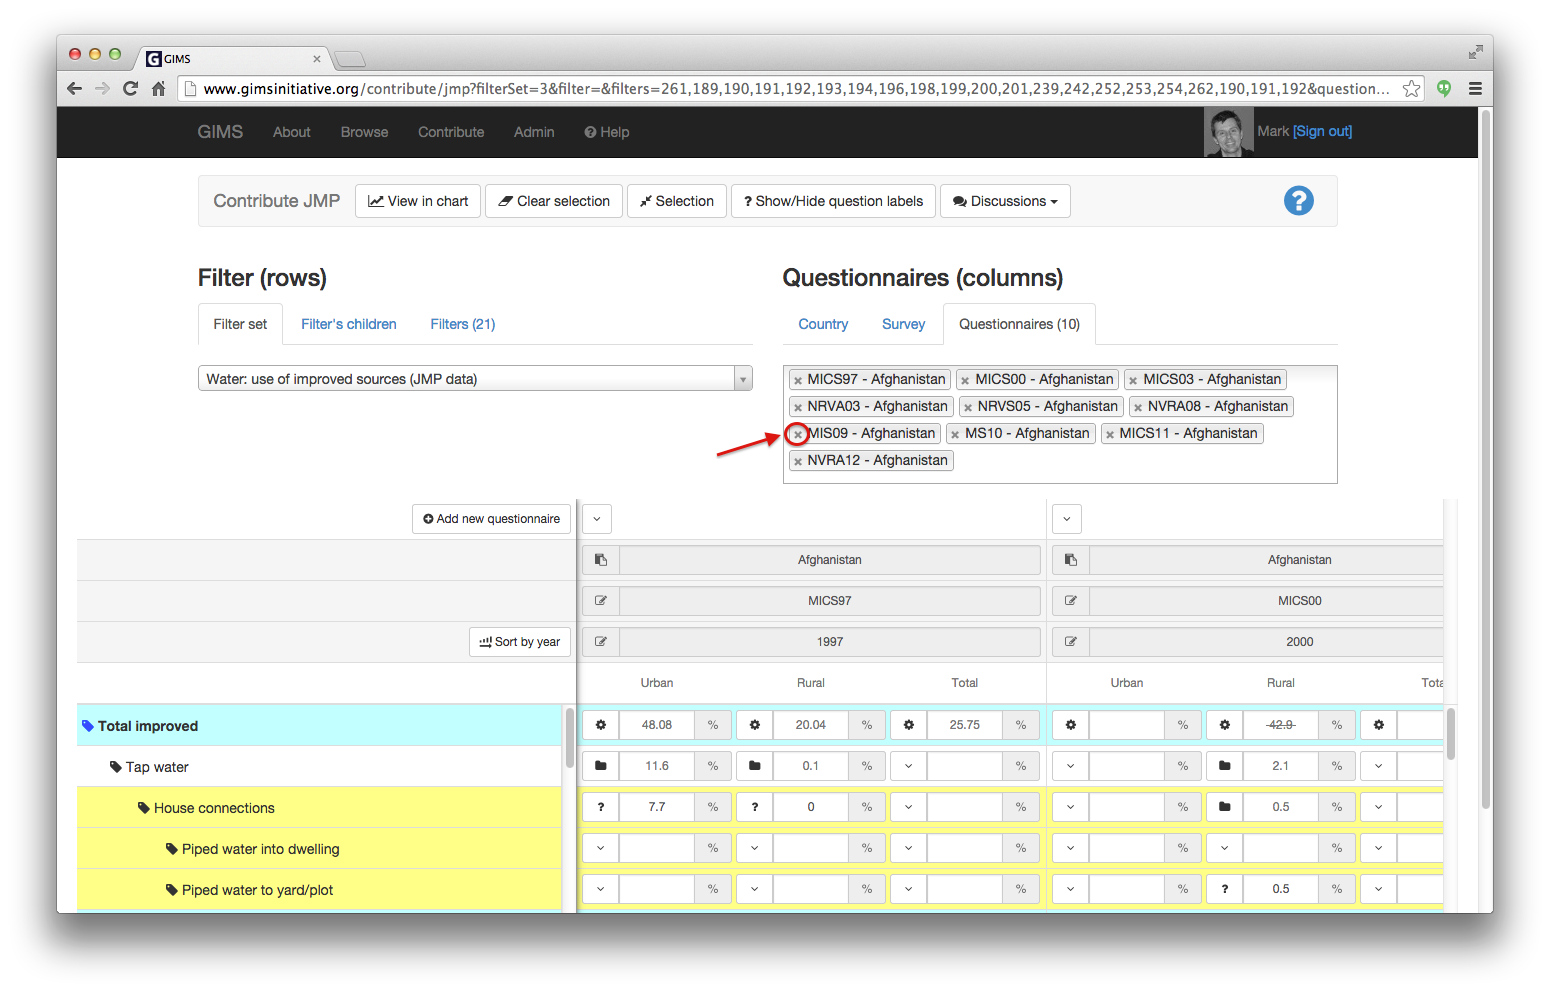 GIMS
www.gimsinitiative.org/contribute/jmp?filterSet=3&filter=&filters=261,189,190,191,192,193,194,196,198,199,200,201,239,242,252,253,254,262,190,191,192&question...
GIMS About Browse Contribute Admin Help Mark [Sign out]
Contribute JMP View in chart Clear selection Selection ? Show/Hide question labels Discussions ?
Filter (rows) Questionnaires (columns)
Filter set Filter's children Filters (21) Country Survey Questionnaires (10)
Water: use of improved sources (JMP data)
× MICS97 - Afghanistan × MICS00 - Afghanistan × MICS03 - Afghanistan
× NRVA03 - Afghanistan × NRVS05 - Afghanistan × NVRA08 - Afghanistan
× MIS09 - Afghanistan × MS10 - Afghanistan × MICS11 - Afghanistan
× NVRA12 - Afghanistan
Add new questionnaire
Afghanistan Afghanistan
MICS97 MICS00
Sort by year 1997 2000
Urban Rural Total Urban Rural Tota
Total improved 48.08 % 20.04 % 25.75 % % 42.9 %
Tap water 11.6 % 0.1 % % % 2.1 %
House connections ? 7.7 % ? 0 % % % 0.5 %
Piped water into dwelling % % % % %
Piped water to yard/plot % % % % ? 0.5 %